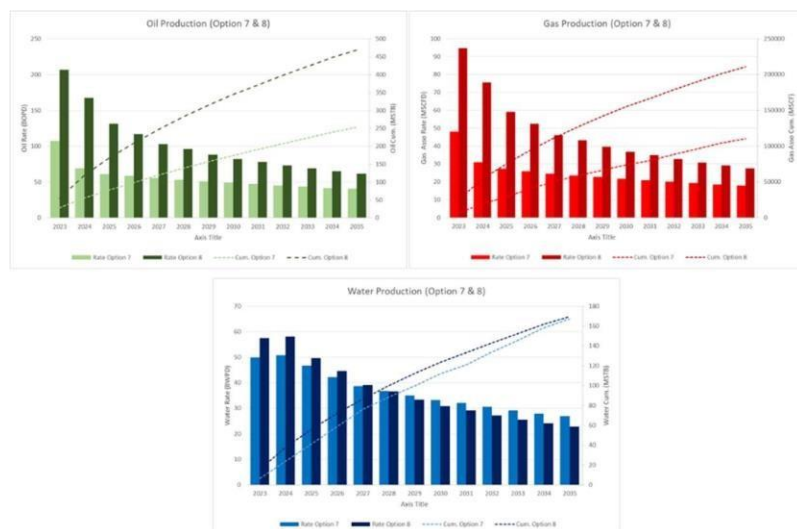 Oil Production (Option 7 & 8)
250
200
150
100
50
0
Oil Rate (BOPD)
500
450
400
350
300
250
200
150
100
50
0
Oil Cum. (MSTB)
2023 2024 2025 2026 2027 2028 2029 2030 2031 2032 2033 2034 2035
Axis Title
Rate Option 7 Rate Option 8 Cum. Option 7 Cum. Option 8
Gas Production (Option 7 & 8)
100
90
80
70
60
50
40
30
20
10
0
Gas Asso Rate (MSCFD)
250000
200000
150000
100000
50000
0
Gas Asso Cum. (MSCF)
2023 2024 2025 2026 2027 2028 2029 2030 2031 2032 2033 2034 2035
Axis Title
Rate Option 7 Rate Option 8 Cum. Option 7 Cum. Option 8
Water Production (Option 7 & 8)
70
60
50
40
30
20
10
0
Water Rate (BWPD)
180
160
140
120
100
80
60
40
20
0
Water Cum. (MSTB)
2023 2024 2025 2026 2027 2028 2029 2030 2031 2032 2033 2034 2035
Axis Title
Rate Option 7 Rate Option 8 Cum. Option 7 Cum. Option 8